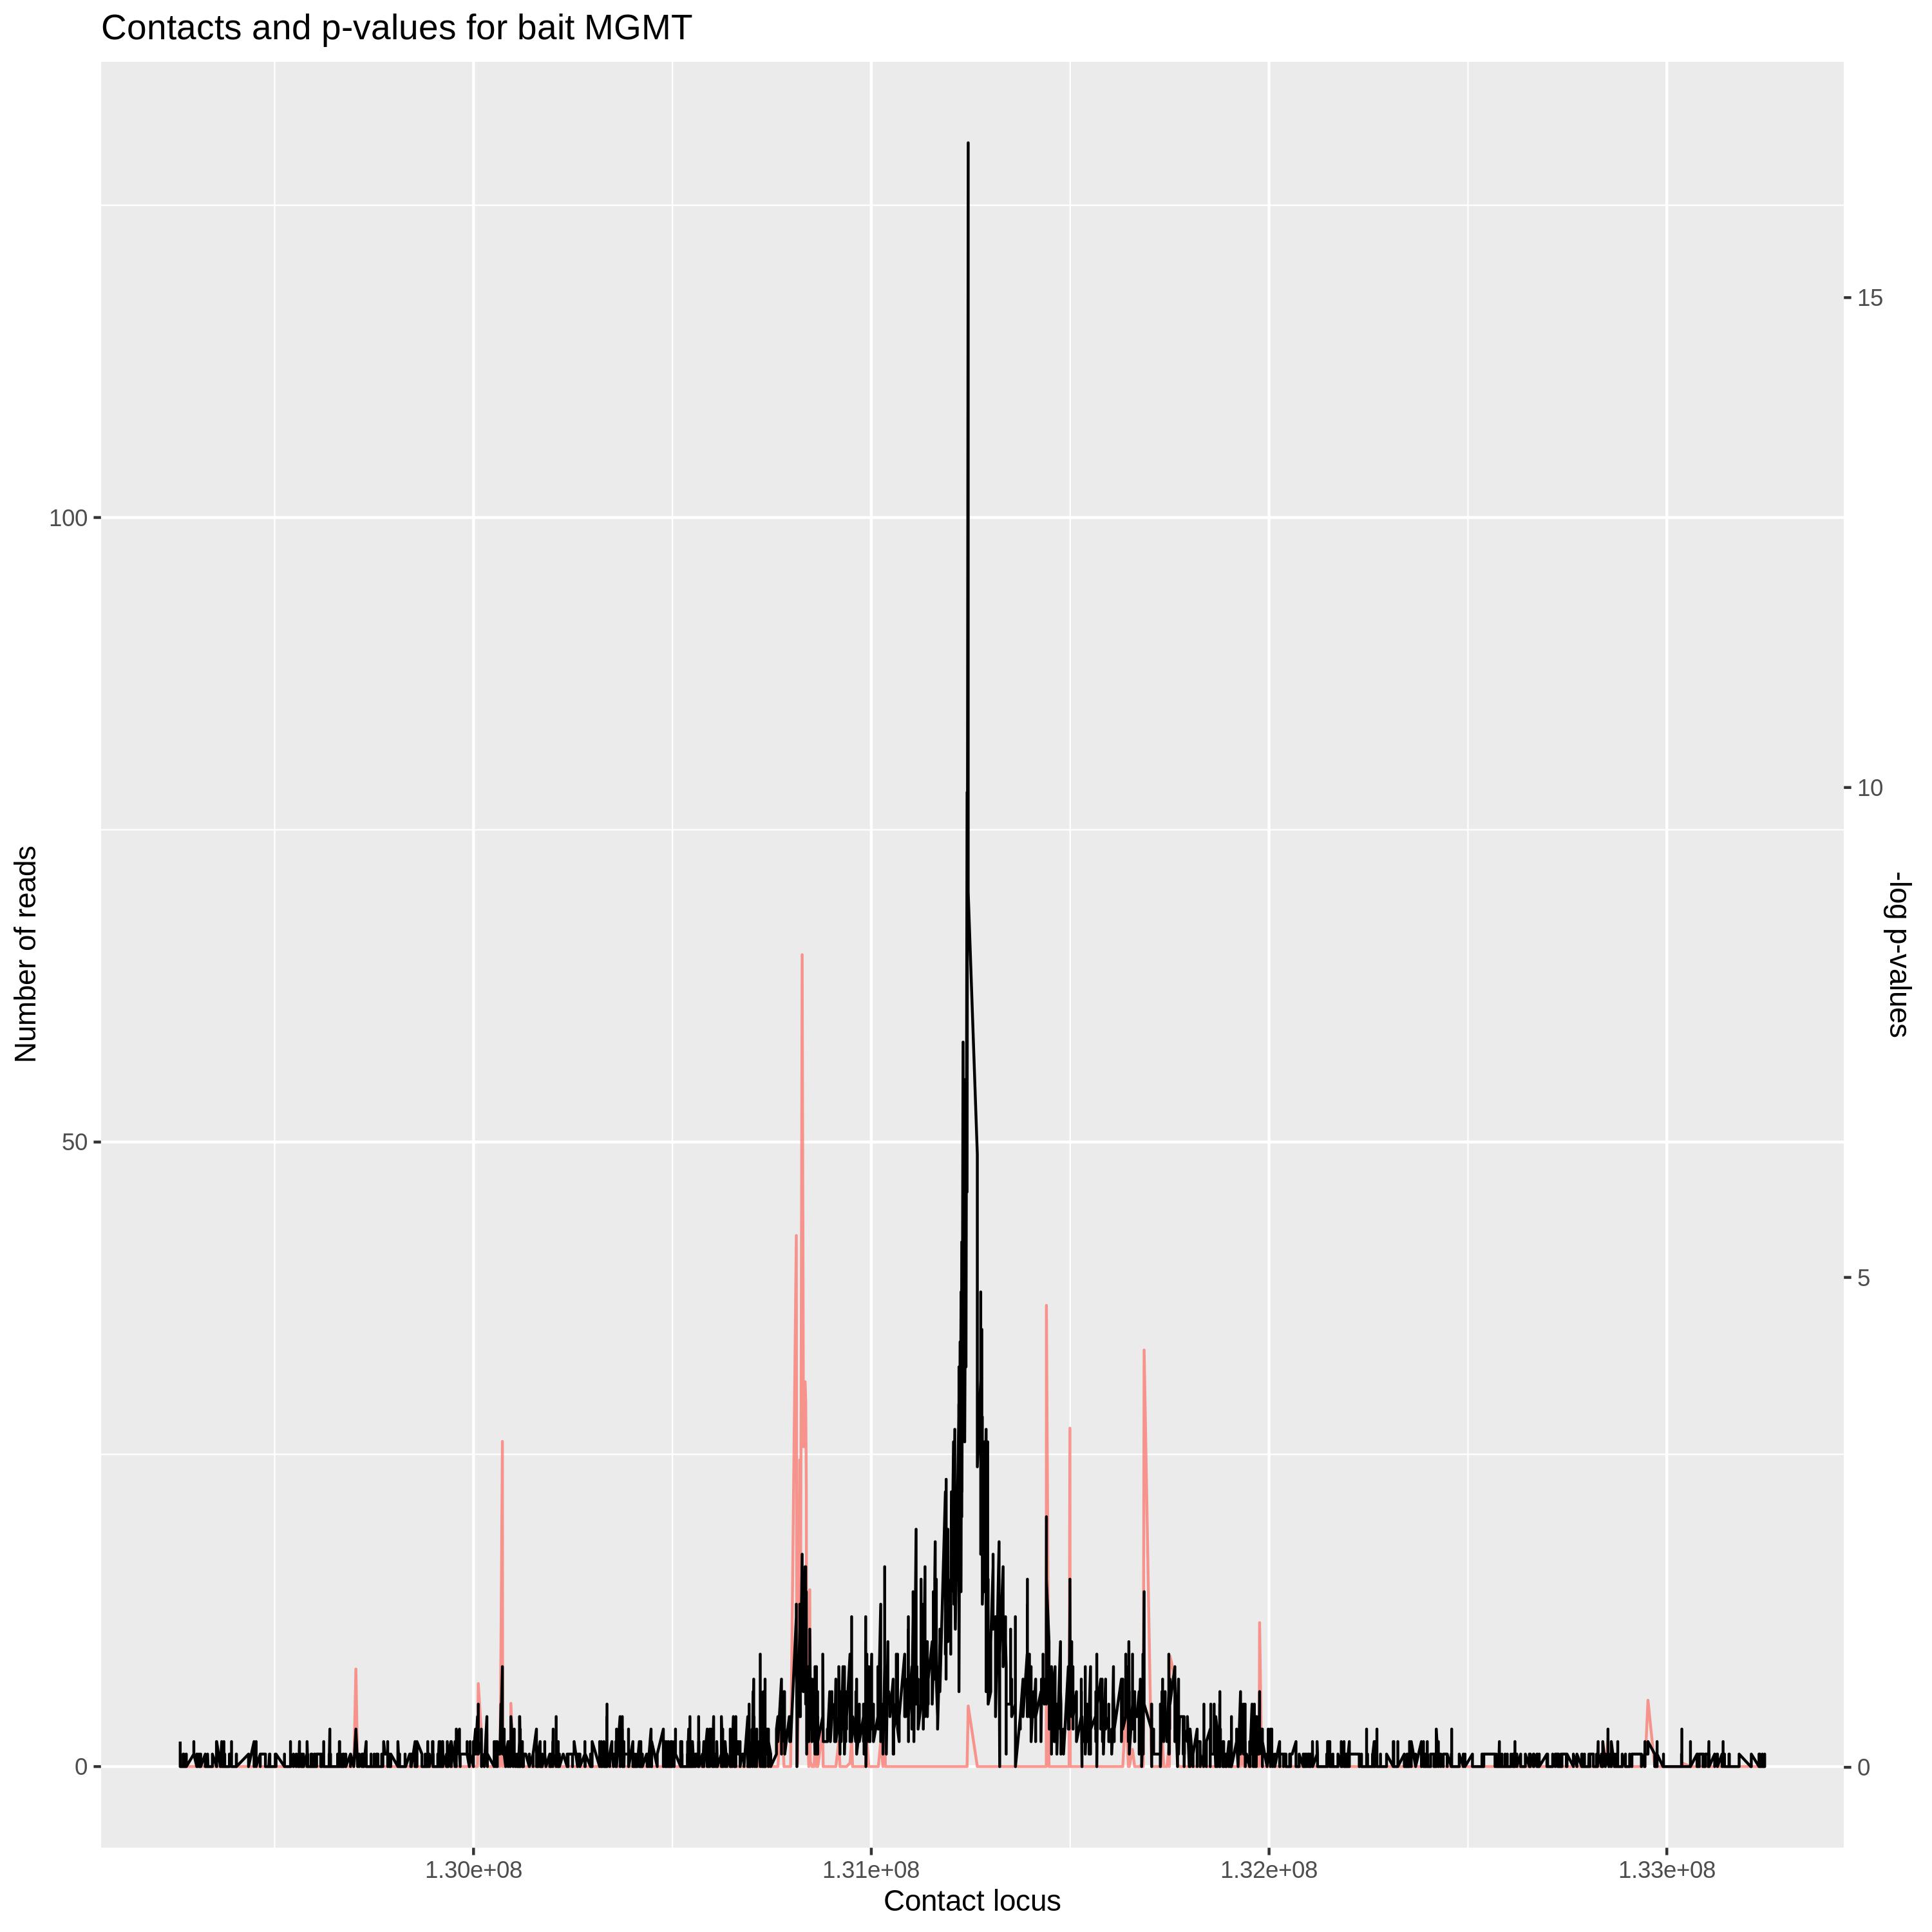 Contacts and p-values for bait MGMT
Number of reads
100
50
0
15
10
5
0
-log p-values
1.30e+08
1.31e+08
1.32e+08
1.33e+08
Contact locus